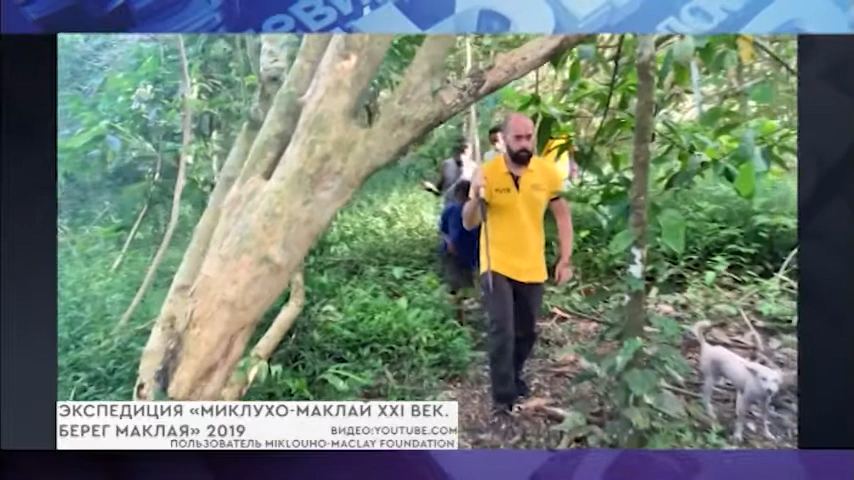 ЭКСПЕДИЦИЯ «МИКЛУХО-МАКЛАЙ XXI ВЕК.
БЕРЕГ МАКЛАЯ» 2019
ВИДЕО:YOUTUBE.COM
ПОЛЬЗОВАТЕЛЬ MIKLOUHO-MACLAY FOUNDATION